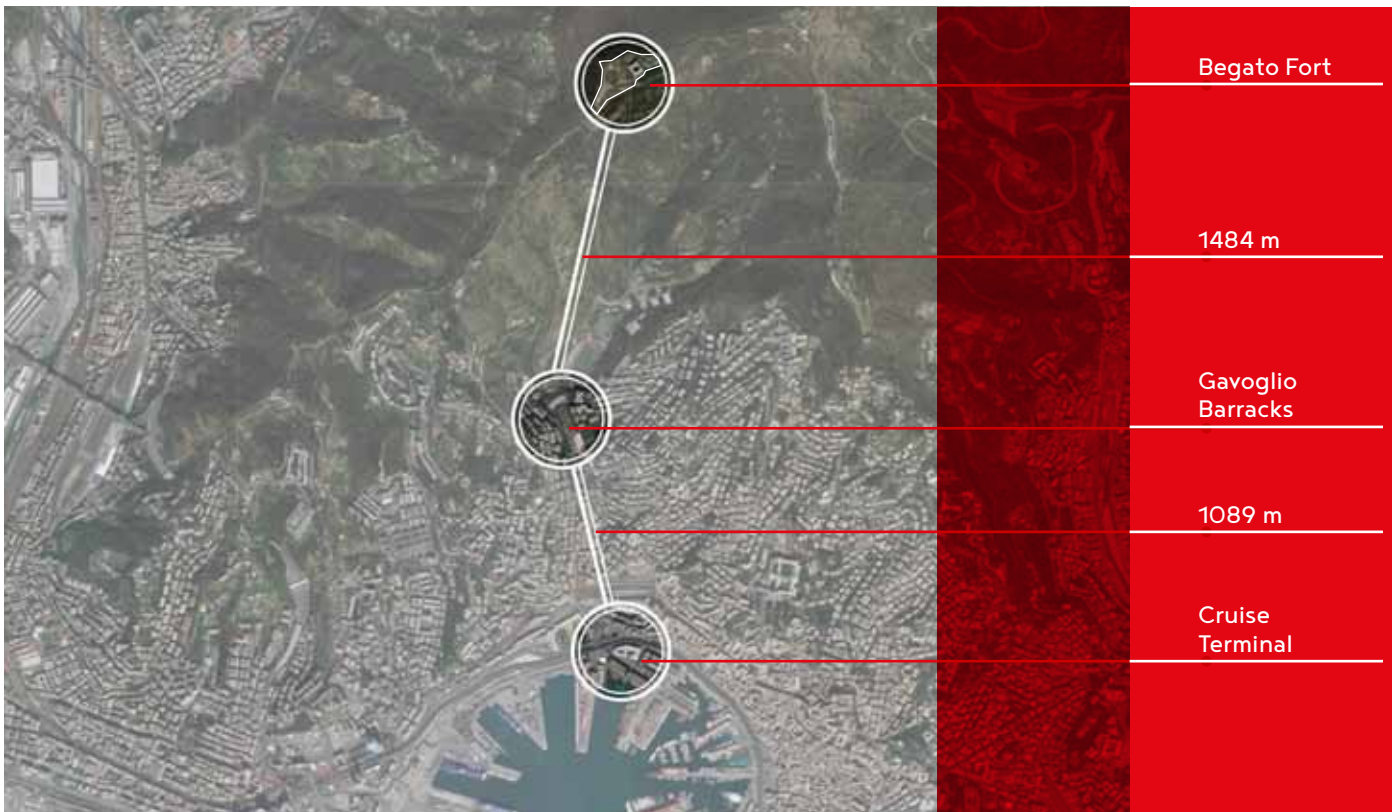 Begato Fort
1484 m
Gavoglio
Barracks
1089 m
Cruise
Terminal